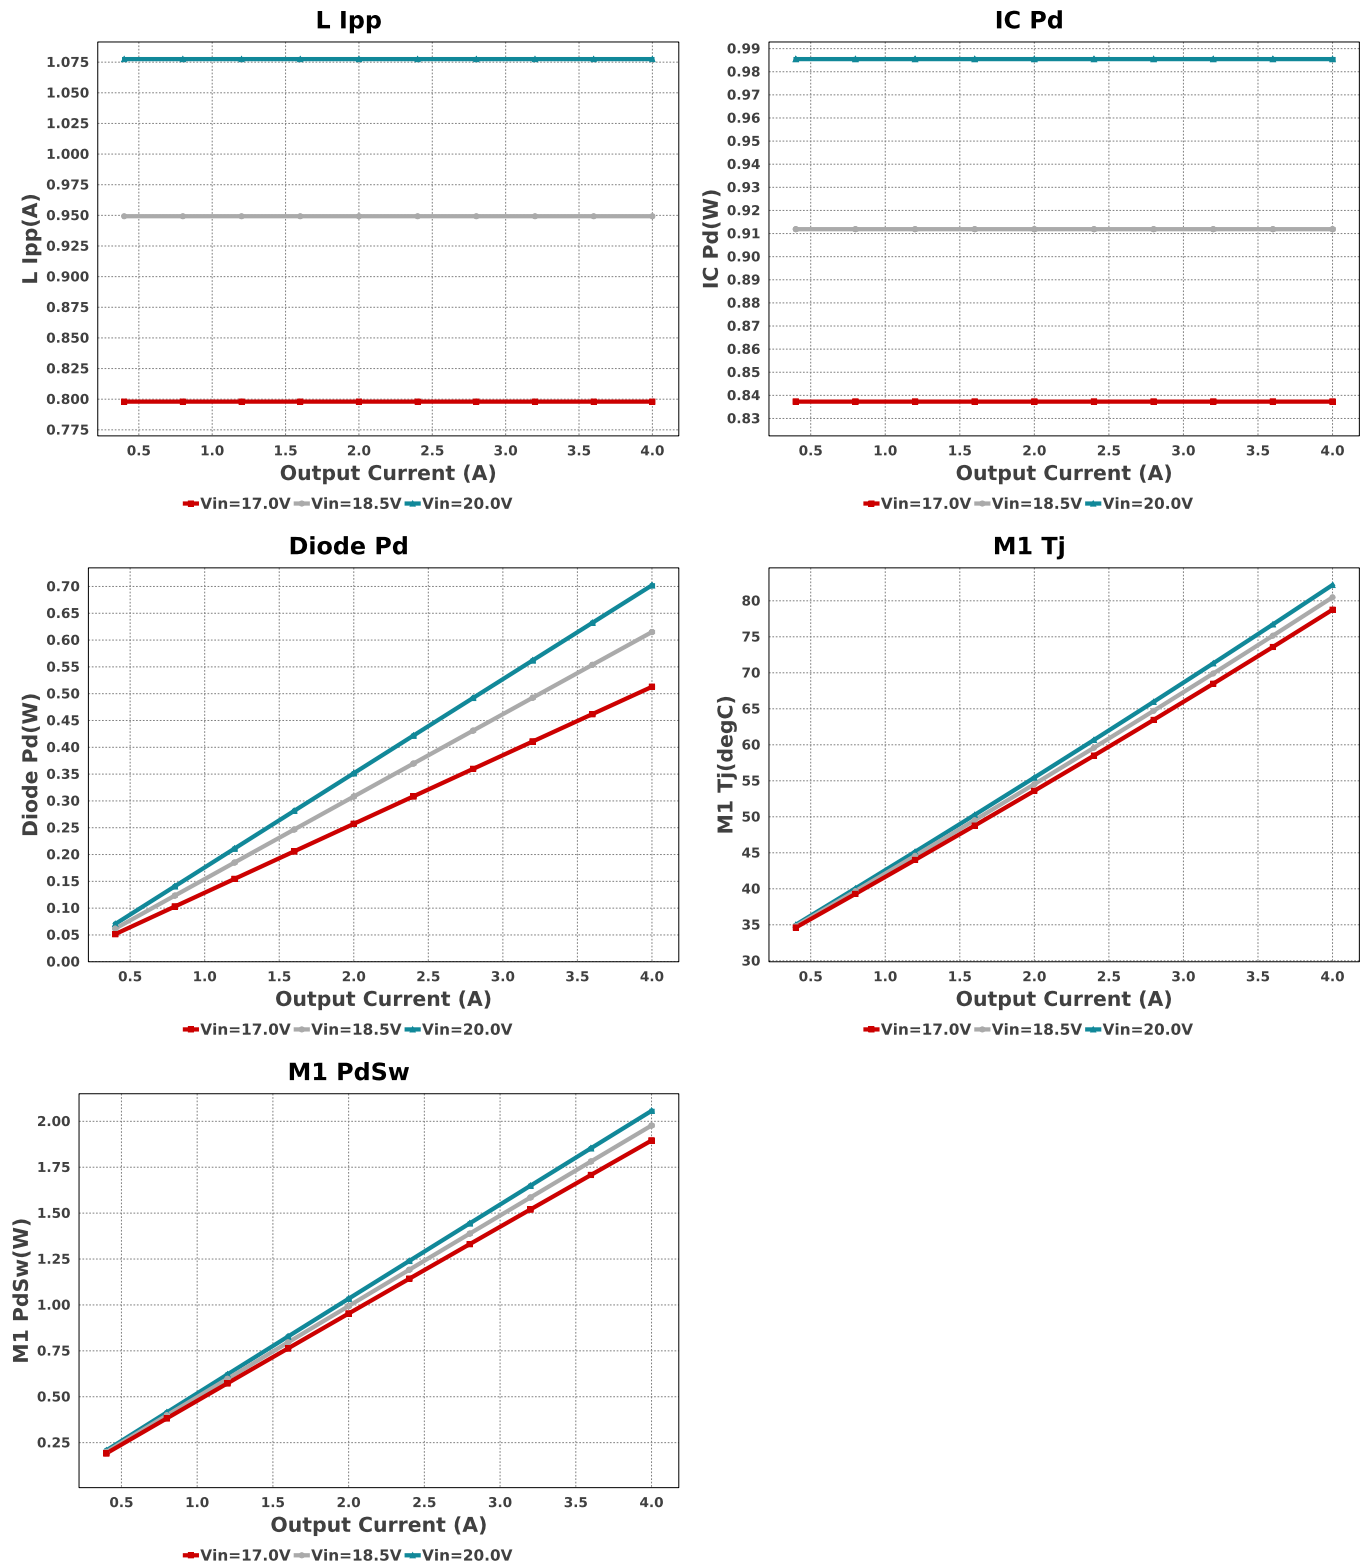 L Ipp
L Ipp(A)
1.075
1.050
1.025
1.000
0.975
0.950
0.925
0.900
0.875
0.850
0.825
0.800
0.775
0.5 1.0 1.5 2.0 2.5 3.0 3.5 4.0
Output Current (A)
Vin=17.0V Vin=18.5V Vin=20.0V
IC Pd
IC Pd(W)
0.99
0.98
0.97
0.96
0.95
0.94
0.93
0.92
0.91
0.90
0.89
0.88
0.87
0.86
0.85
0.84
0.83
0.5 1.0 1.5 2.0 2.5 3.0 3.5 4.0
Output Current (A)
Vin=17.0V Vin=18.5V Vin=20.0V
Diode Pd
Diode Pd(W)
0.70
0.65
0.60
0.55
0.50
0.45
0.40
0.35
0.30
0.25
0.20
0.15
0.10
0.05
0.00
0.5 1.0 1.5 2.0 2.5 3.0 3.5 4.0
Output Current (A)
Vin=17.0V Vin=18.5V Vin=20.0V
M1 Tj
M1 Tj(degC)
80
75
70
65
60
55
50
45
40
35
30
0.5 1.0 1.5 2.0 2.5 3.0 3.5 4.0
Output Current (A)
Vin=17.0V Vin=18.5V Vin=20.0V
M1 PdSw
M1 PdSw(W)
2.00
1.75
1.50
1.25
1.00
0.75
0.50
0.25
0.5 1.0 1.5 2.0 2.5 3.0 3.5 4.0
Output Current (A)
Vin=17.0V Vin=18.5V Vin=20.0V